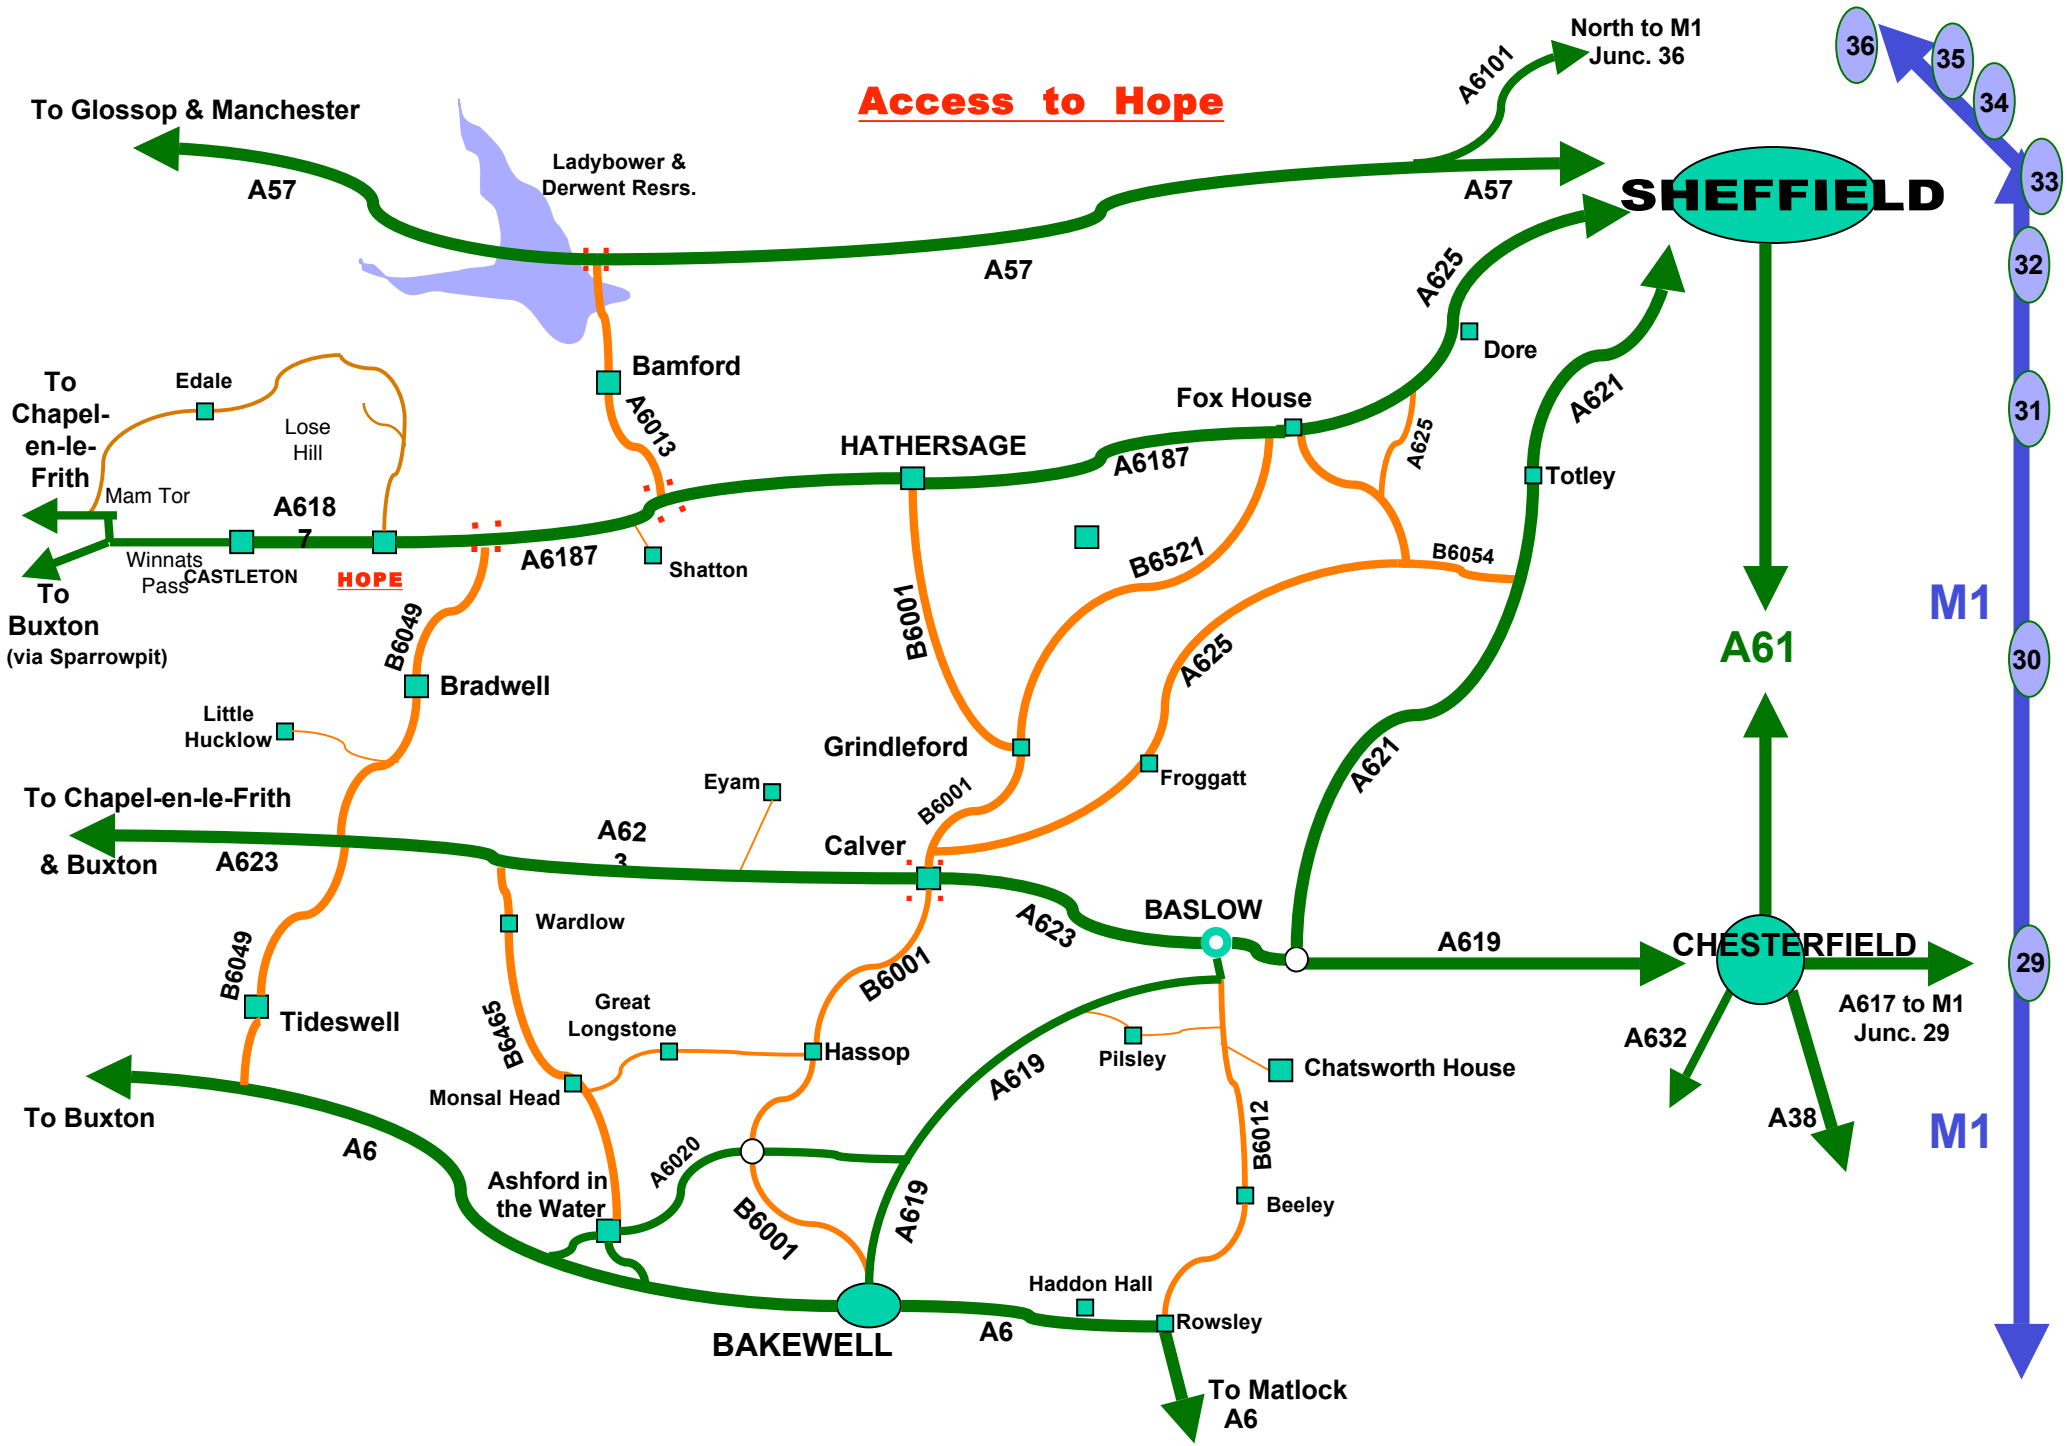 North to M1
Junc. 36
36
35
34
33
32
31
30
29
A6101
Access to Hope
To Glossop & Manchester
Ladybower &
Derwent Resrs.
A57
A57
A57
SHEFFIELD
A625
Dore
Bamford
A6013
Fox House
A625
A621
To
Chapel-
en-le-
Frith
Edale
Lose
Hill
Mam Tor
HATHERSAGE
A6187
Totley
A618
7
Winnats
Pass
CASTLETON
HOPE
A6187
Shatton
B6521
B6054
To
Buxton
(via Sparrowpit)
B6049
B6001
M1
A61
A625
Bradwell
Little
Hucklow
Grindleford
Froggatt
A621
Eyam
B6001
To Chapel-en-le-Frith
& Buxton
A623
A62
3
Calver
A623
BASLOW
A619
CHESTERFIELD
Wardlow
B6049
Tideswell
B6465
Great
Longstone
B6001
Hassop
A619
Pilsley
Chatsworth House
A632
A617 to M1
Junc. 29
A38
M1
Monsal Head
To Buxton
A6
B6012
A6020
Ashford in
the Water
B6001
A619
Beeley
Haddon Hall
A6
Rowsley
BAKEWELL
To Matlock
A6